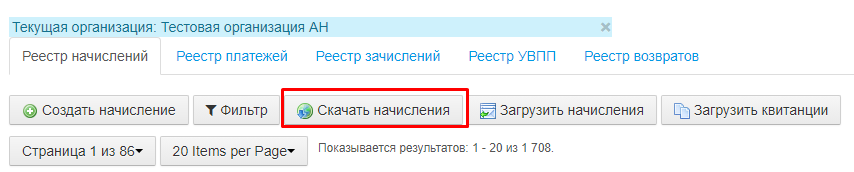 Текущая организация: Тестовая организация АН
Реестр начислений Реестр платежей Реестр зачислений Реестр УВПП Реестр возвратов
Создать начисление Фильтр Скачать начисления Загрузить начисления Загрузить квитанции
Страница 1 из 86 20 Items per Page Показывается результатов: 1 - 20 из 1 708.